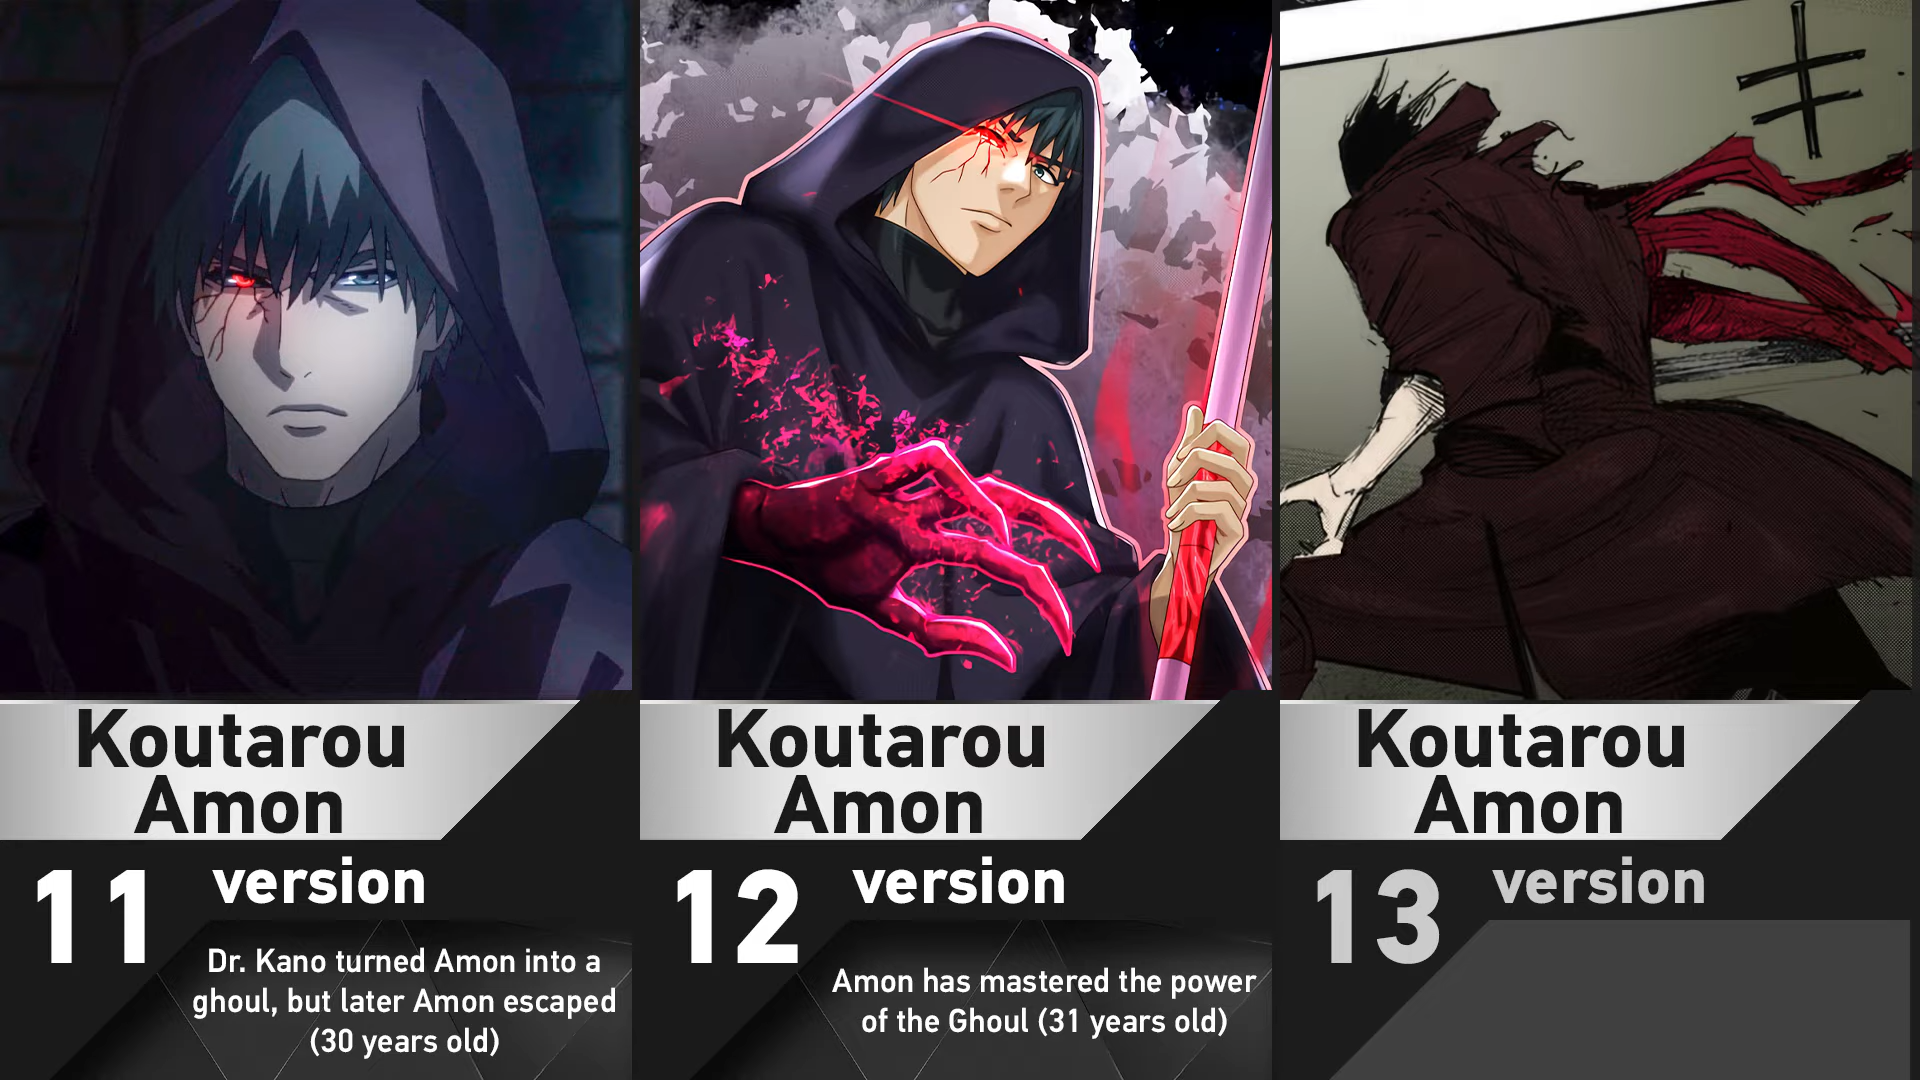 キ
Koutarou
Amon
11
version
Dr. Kano turned Amon into a
ghoul, but later Amon escaped
(30 years old)
Koutarou
Amon
12
version
Amon has mastered the power
of the Ghoul (31 years old)
Koutarou
Amon
13
version